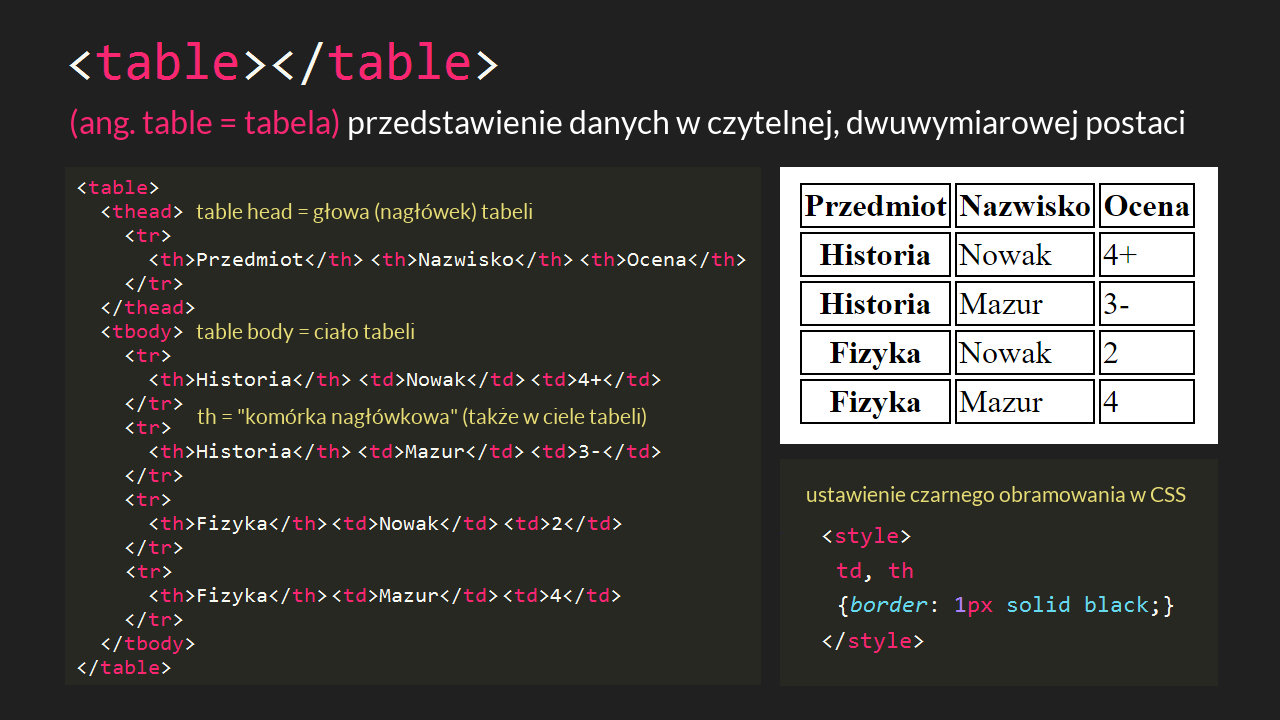 <table></table>
(ang. table = tabela) przedstawienie danych w czytelnej, dwuwymiarowej postaci
<table>
<thead> table head = głowa (nagłówek) tabeli
<tr>
<th>Przedmiot</th> <th>Nazwisko</th> <th>Ocena</th>
</tr>
</thead>
<tbody> table body = ciało tabeli
<tr>
<th>Historia</th> <td>Nowak</td> <td>4+</td>
</tr>
th = "komórka nagłówkowa" (także w ciele tabeli)
<tr>
<th>Historia</th> <td>Mazur</td> <td>3-</td>
</tr>
<tr>
<th>Fizyka</th> <td>Nowak</td> <td>2</td>
</tr>
<tr>
<th>Fizyka</th> <td>Mazur</td> <td>4</td>
</tr>
</tbody>
</table>
Przedmiot Nazwisko Ocena
Historia Nowak 4+
Historia Mazur 3-
Fizyka Nowak 2
Fizyka Mazur 4
ustawienie czarnego obramowania w CSS
<style>
td, th
{border: 1px solid black;}
</style>